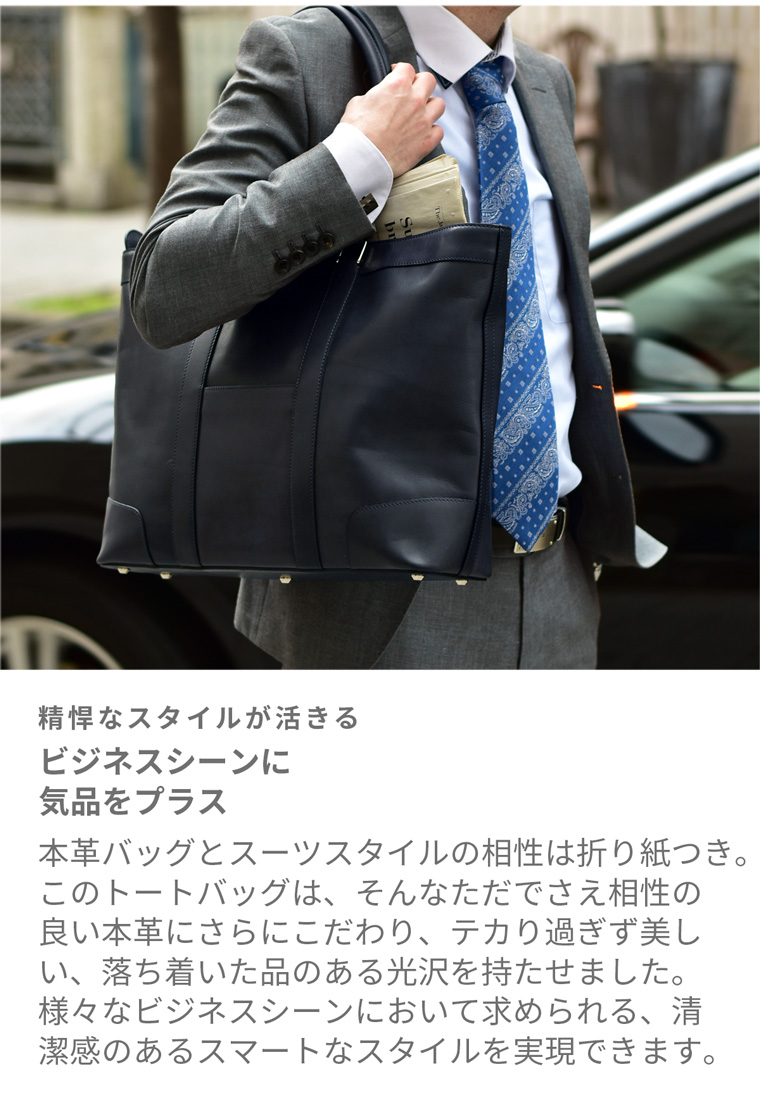 精悍なスタイルが活きる
ビジネスシーンに
気品をプラス
本革バッグとスーツスタイルの相性は折り紙つき。
このトートバッグは、そんなただでさえ相性の
良い本革にさらにこだわり、テカり過ぎず美し
い、落ち着いた品のある光沢を持たせました。
様々なビジネスシーンにおいて求められる、清
潔感のあるスマートなスタイルを実現できます。